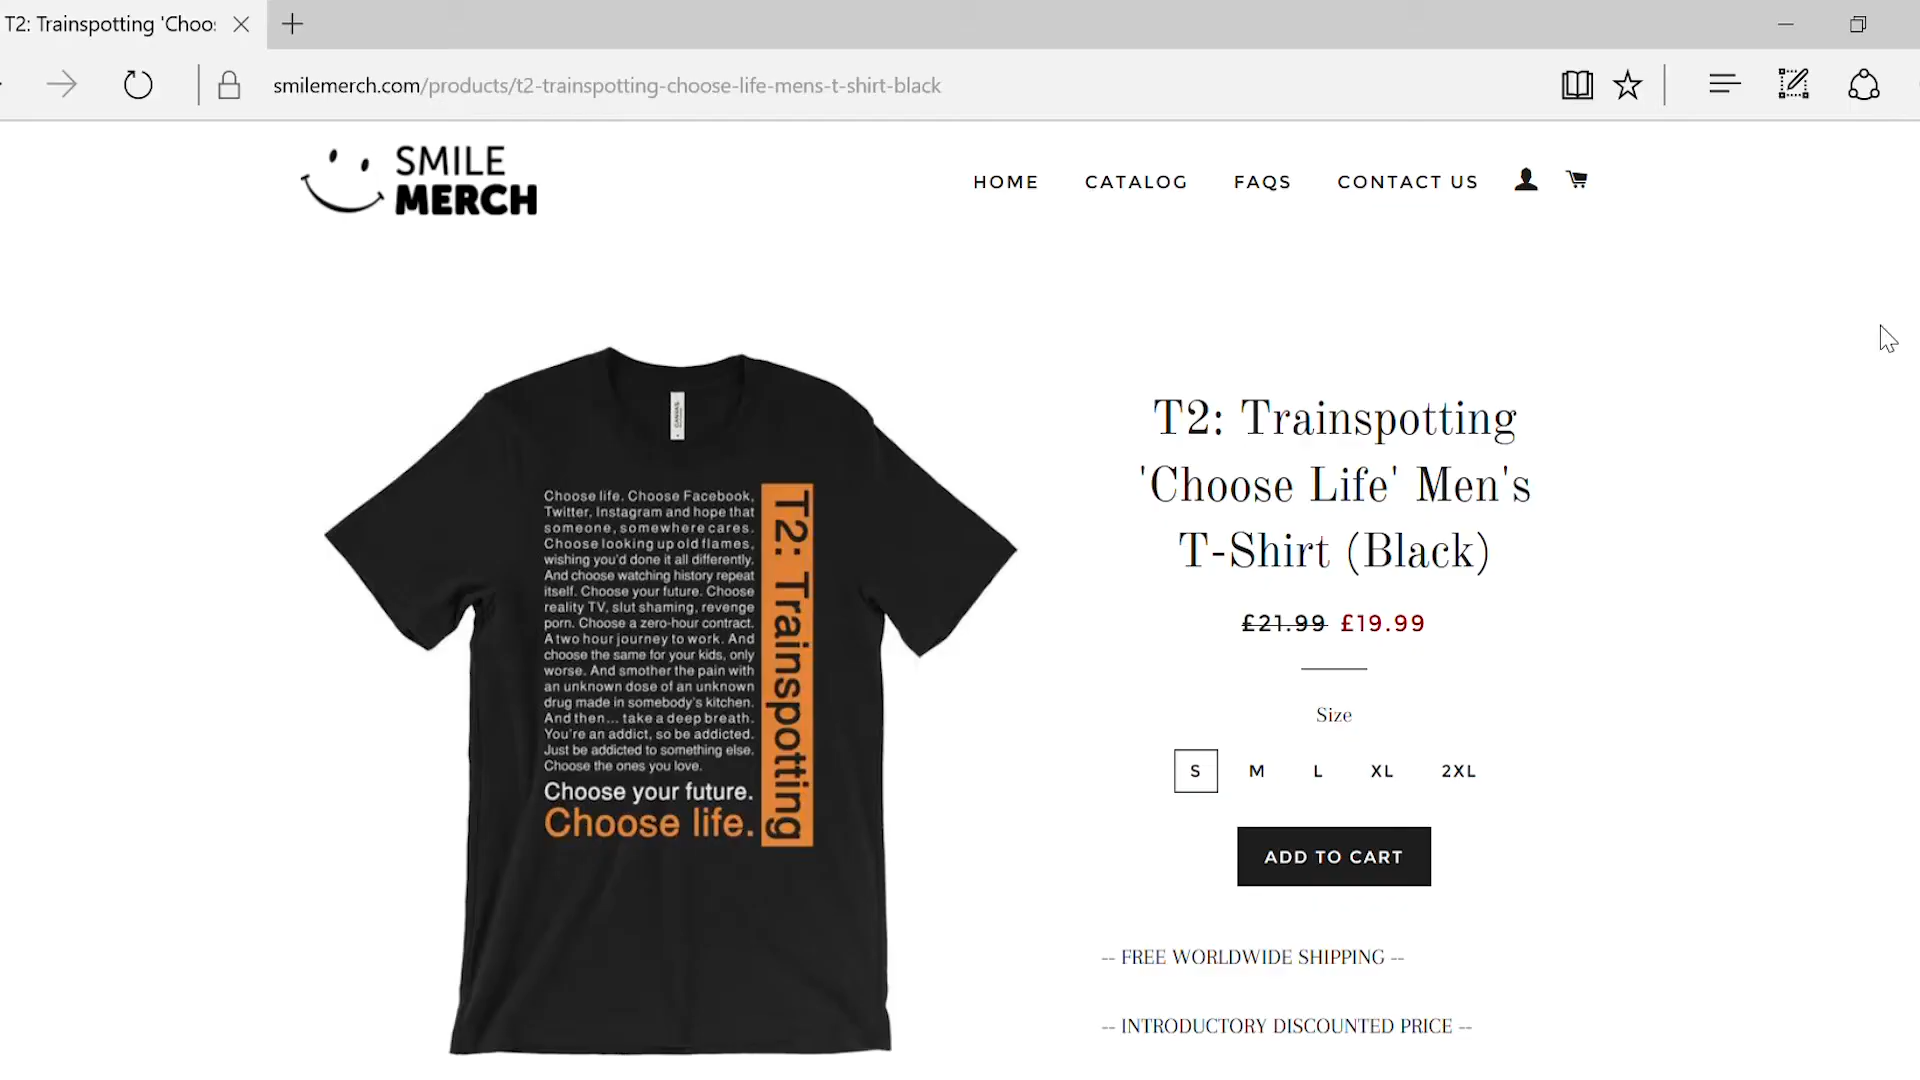 T2: Trainspotting 'Choo
smilemerch.com/products/t2-trainspotting-choose-life-mens-t-shirt-black
SMILE
MERCH
HOME
CATALOG
FAQS
CONTACT US
CANVAS
Choose life. Choose Facebook,
Twitter, Instagram and hope that
someone, somewhere cares.
Choose looking up old flames,
wishing you'd done it all differently.
And choose watching history repeat
itself. Choose your future. Choose
reality TV, slut shaming, revenge
porn. Choose a zero-hour contract.
A two hour journey to work. And
choose the same for your kids, only
worse. And smother the pain with
an unknown dose of an unknown
drug made in somebody's kitchen.
And then... take a deep breath.
You're an addict, so be addicted.
Just be addicted to something else.
Choose the ones you love.
Choose your future.
Choose life.
T2: Trainspotting
T2: Trainspotting
'Choose Life' Men's
T-Shirt (Black)
£21.99 £19.99
Size
S M L XL 2XL
ADD TO CART
-- FREE WORLDWIDE SHIPPING --
-- INTRODUCTORY DISCOUNTED PRICE --